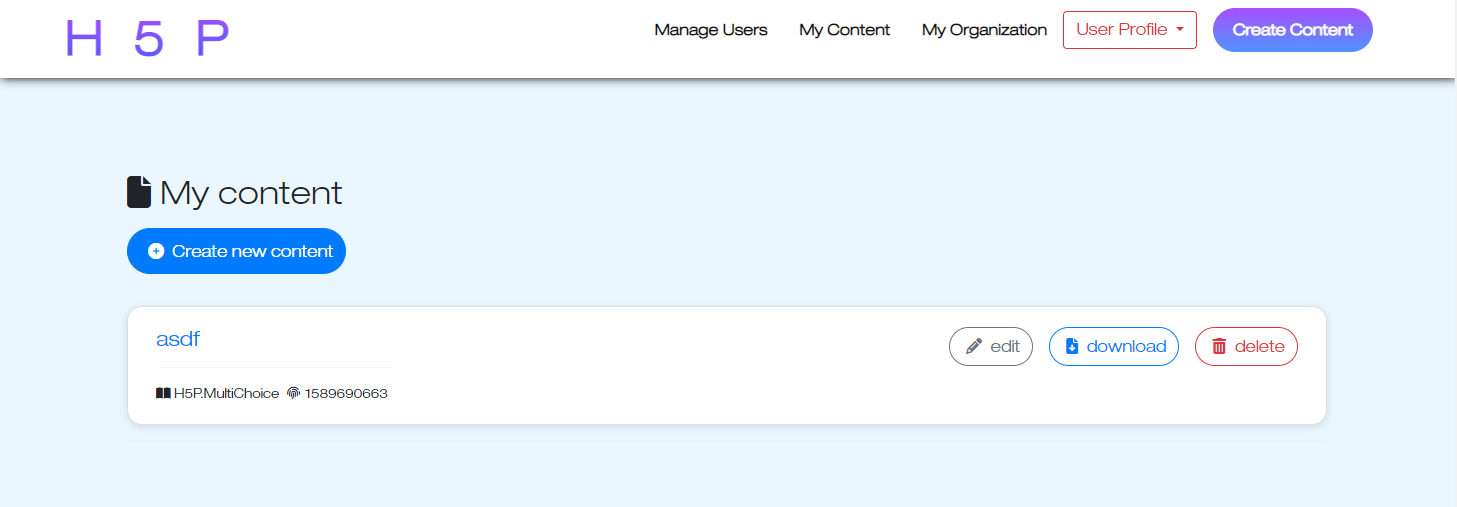 H 5 P
Manage Users My Content My Organization User Profile Create Content
My content
Create new content
asdf
edit download delete
H5P.MultiChoice 1589690663